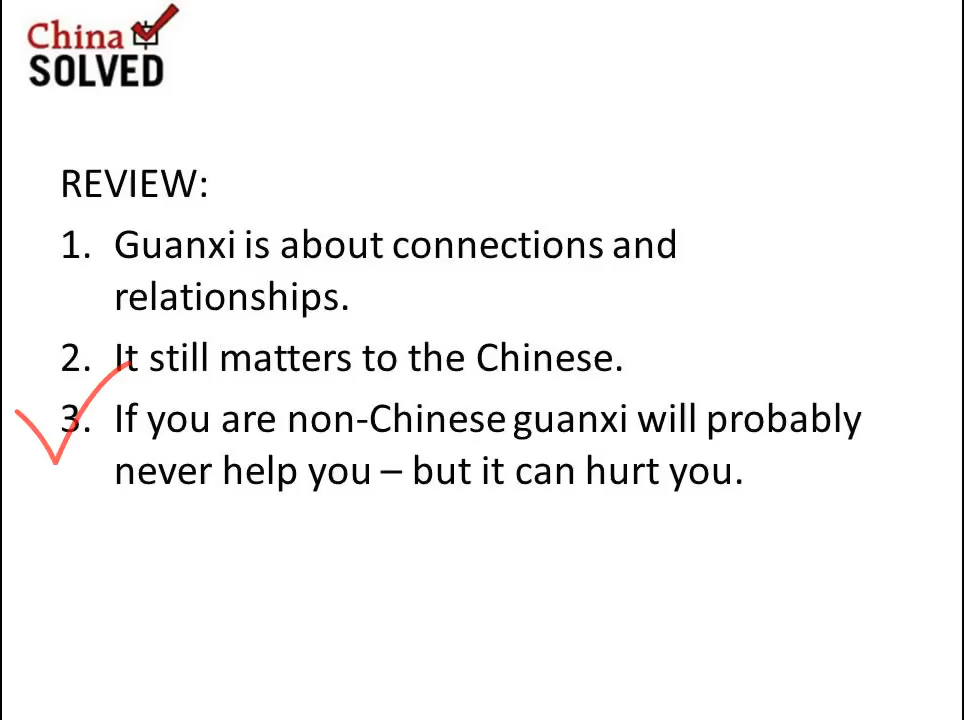 China
SOLVED
REVIEW:
1. Guanxi is about connections and
relationships.
2. It still matters to the Chinese.
3. If you are non-Chinese guanxi will probably
never help you – but it can hurt you.